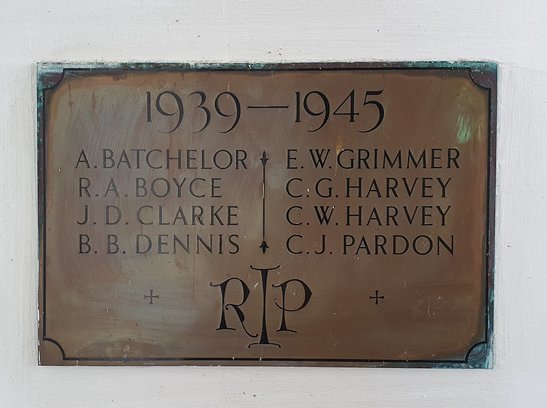 1939—1945
A. BATCHELOR
R. A. BOYCE
J. D. CLARKE
B. B. DENNIS
E. W. GRIMMER
C. G. HARVEY
C. W. HARVEY
C. J. PARDON
RIP